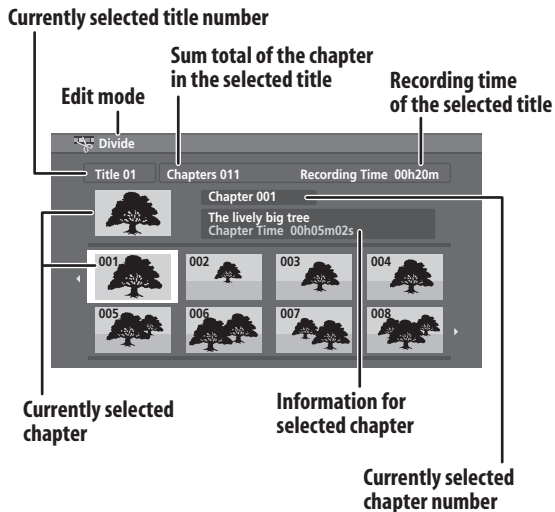 Currently selected title number
Sum total of the chapter
in the selected title
Recording time
of the selected title
Edit mode
Divide
Title 01
Chapters 011
Recording Time 00h20m
Chapter 001
The lively big tree
Chapter Time 00h05m02s
001
002
003
004
005
006
007
008
Currently selected
chapter
Information for
selected chapter
Currently selected
chapter number